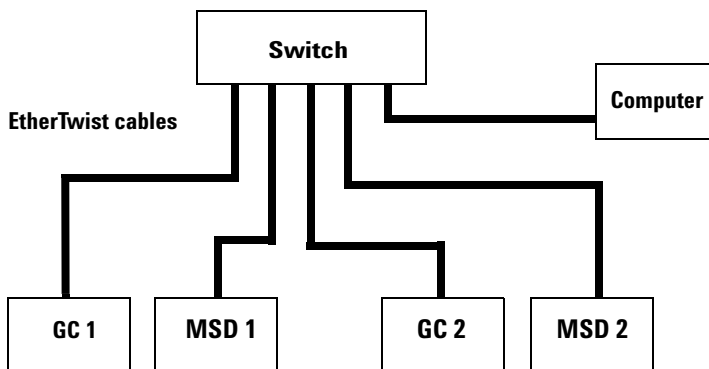 Switch
Computer
EtherTwist cables
GC 1
MSD 1
GC 2
MSD 2